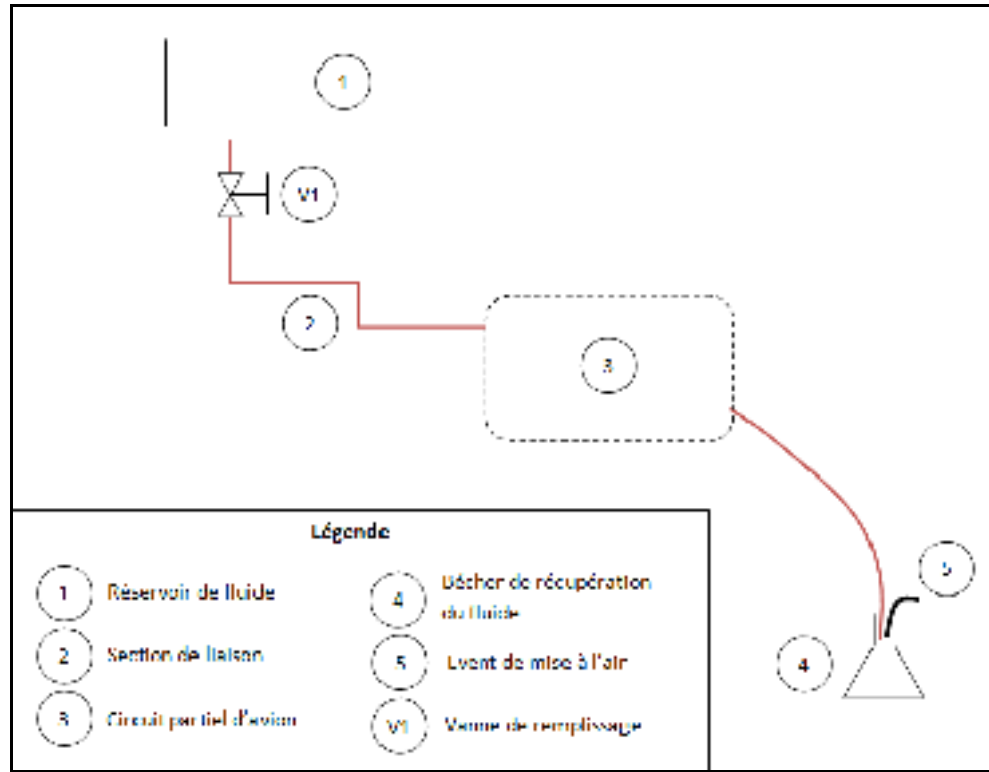 1
V1
2
3
5
4
Légende
1 Réservoir de fluide
2 Section de liaison
3 Circuit partiel d'avion
4 Bécher de récupération
du fluide
5 Event de mise à l'air
V1 Vanne de remplissage